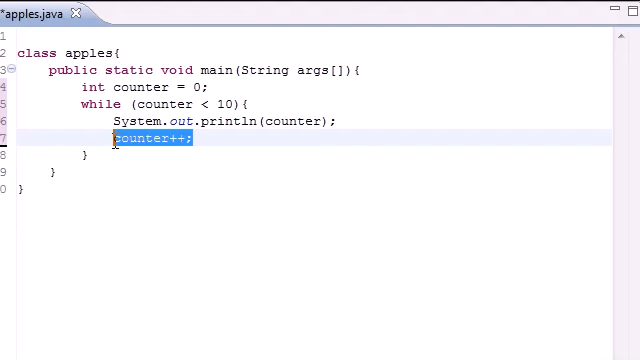 *apples.java
1
2 class apples{
3 public static void main(String args[]){
4 int counter = 0;
5 while (counter < 10){
6 System.out.println(counter);
7 counter++;
8 }
9 }
0 }